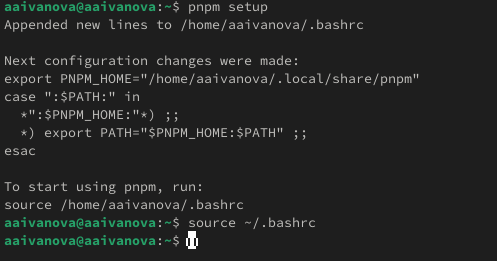 aaivanova@aaivanova:~$ pnpm setup
Appended new lines to /home/aaivanova/.bashrc

Next configuration changes were made:
export PNPM_HOME="/home/aaivanova/.local/share/pnpm"
case ":$PATH:" in
  *":$PNPM_HOME:"*) ;;
  *) export PATH="$PNPM_HOME:$PATH" ;;
esac

To start using pnpm, run:
source /home/aaivanova/.bashrc
aaivanova@aaivanova:~$ source ~/.bashrc
aaivanova@aaivanova:~$